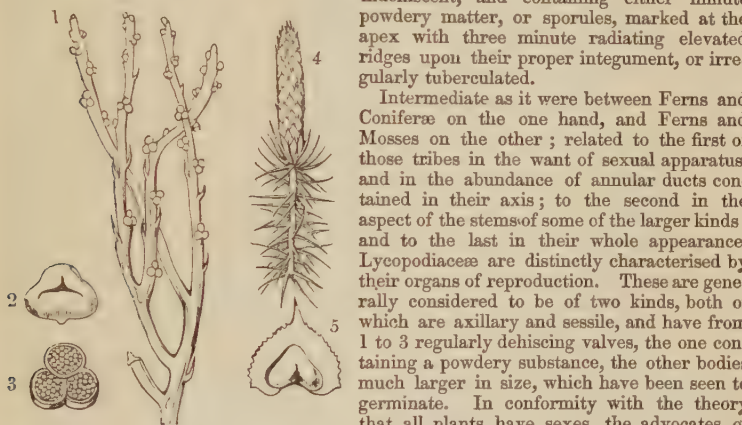 1
4
2
3
5
powdery matter, or sporules, marked at the
apex with three minute radiating elevated
ridges upon their proper integument, or irre-
gularly tuberculated.
Intermediate as it were between Ferns and
Coniferæ on the one hand, and Ferns and
Mosses on the other ; related to the first o
those tribes in the want of sexual apparatus
and in the abundance of annular ducts con
tained in their axis; to the second in the
aspect of the stems of some of the larger kinds
and to the last in their whole appearance
Lycopodiaceæ are distinctly characterised by
their organs of reproduction. These are gene
rally considered to be of two kinds, both o
which are axillary and sessile, and have from
1 to 3 regularly dehiscing valves, the one con
taining a powdery substance, the other bodies
much larger in size, which have been seen to
germinate. In conformity with the theory
that all plants have sexes, the advocates o